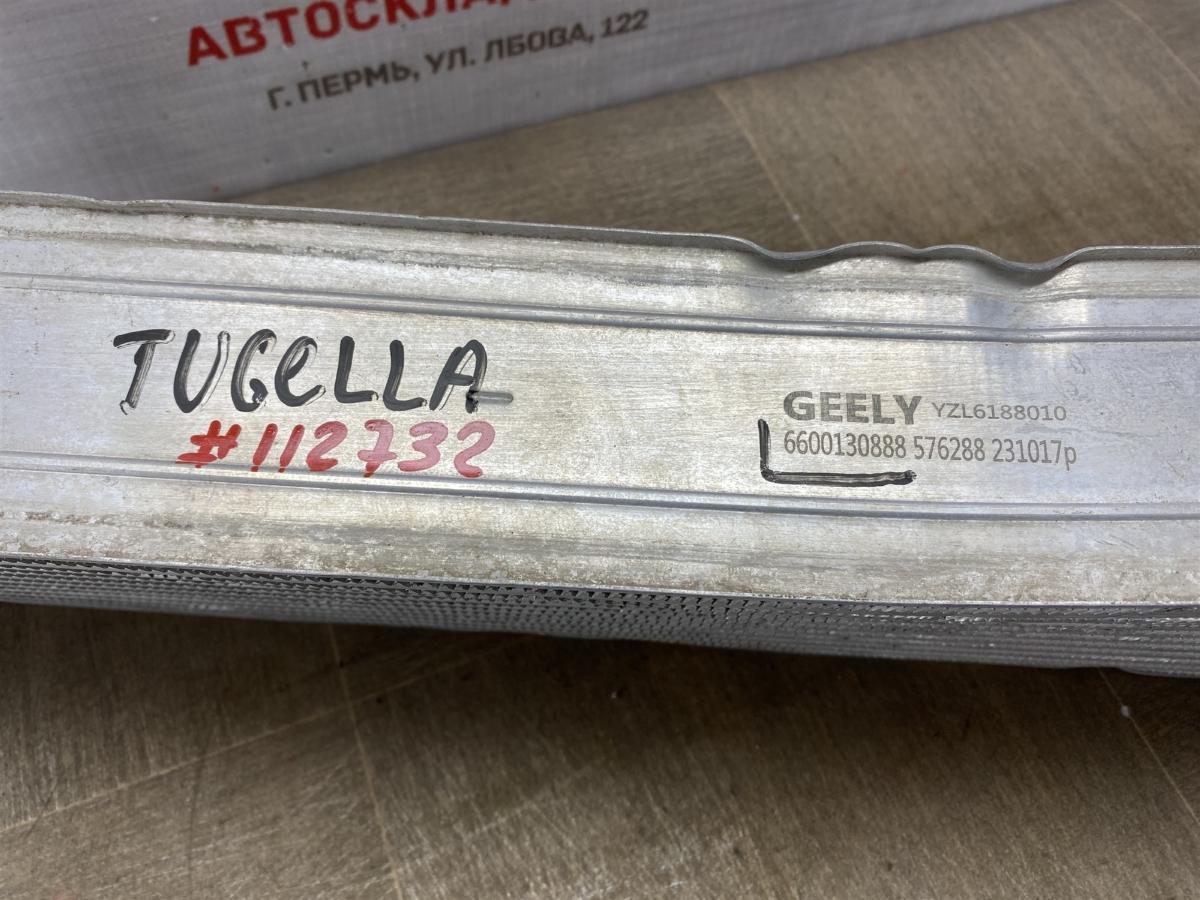 АВТОСКЛАД
Г. ПЕРМЬ, УЛ. ЛБОВА, 122
TUGELLA
#112732
GEELY YZL6188010
6600130888 576288 231017p